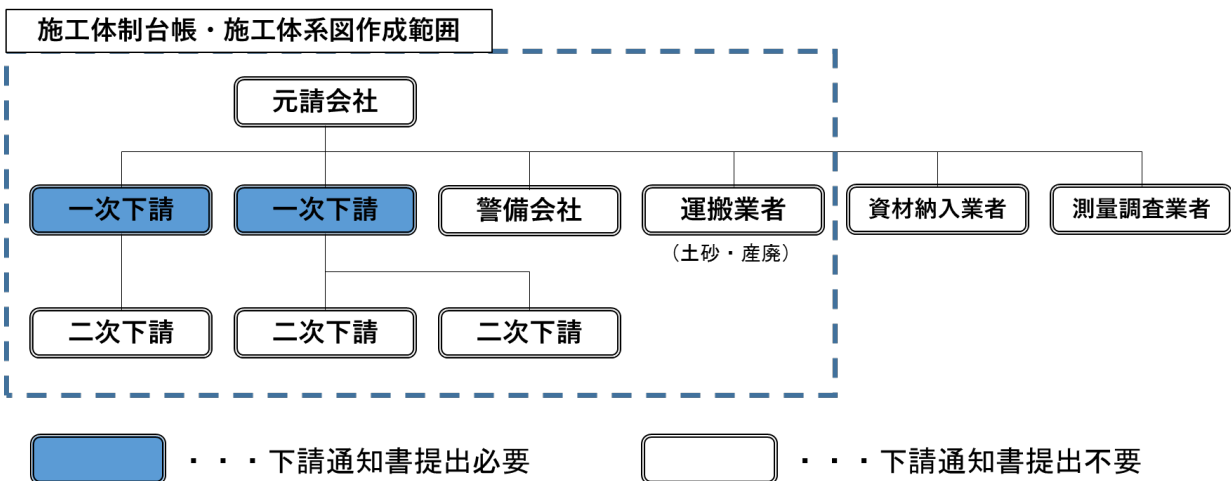 施工体制台帳・施工体系図作成範囲
元請会社
一次下請
一次下請
警備会社
運搬業者
資材納入業者
測量調査業者
（土砂・産廃）
二次下請
二次下請
二次下請
・・・下請通知書提出必要
・・・下請通知書提出不要